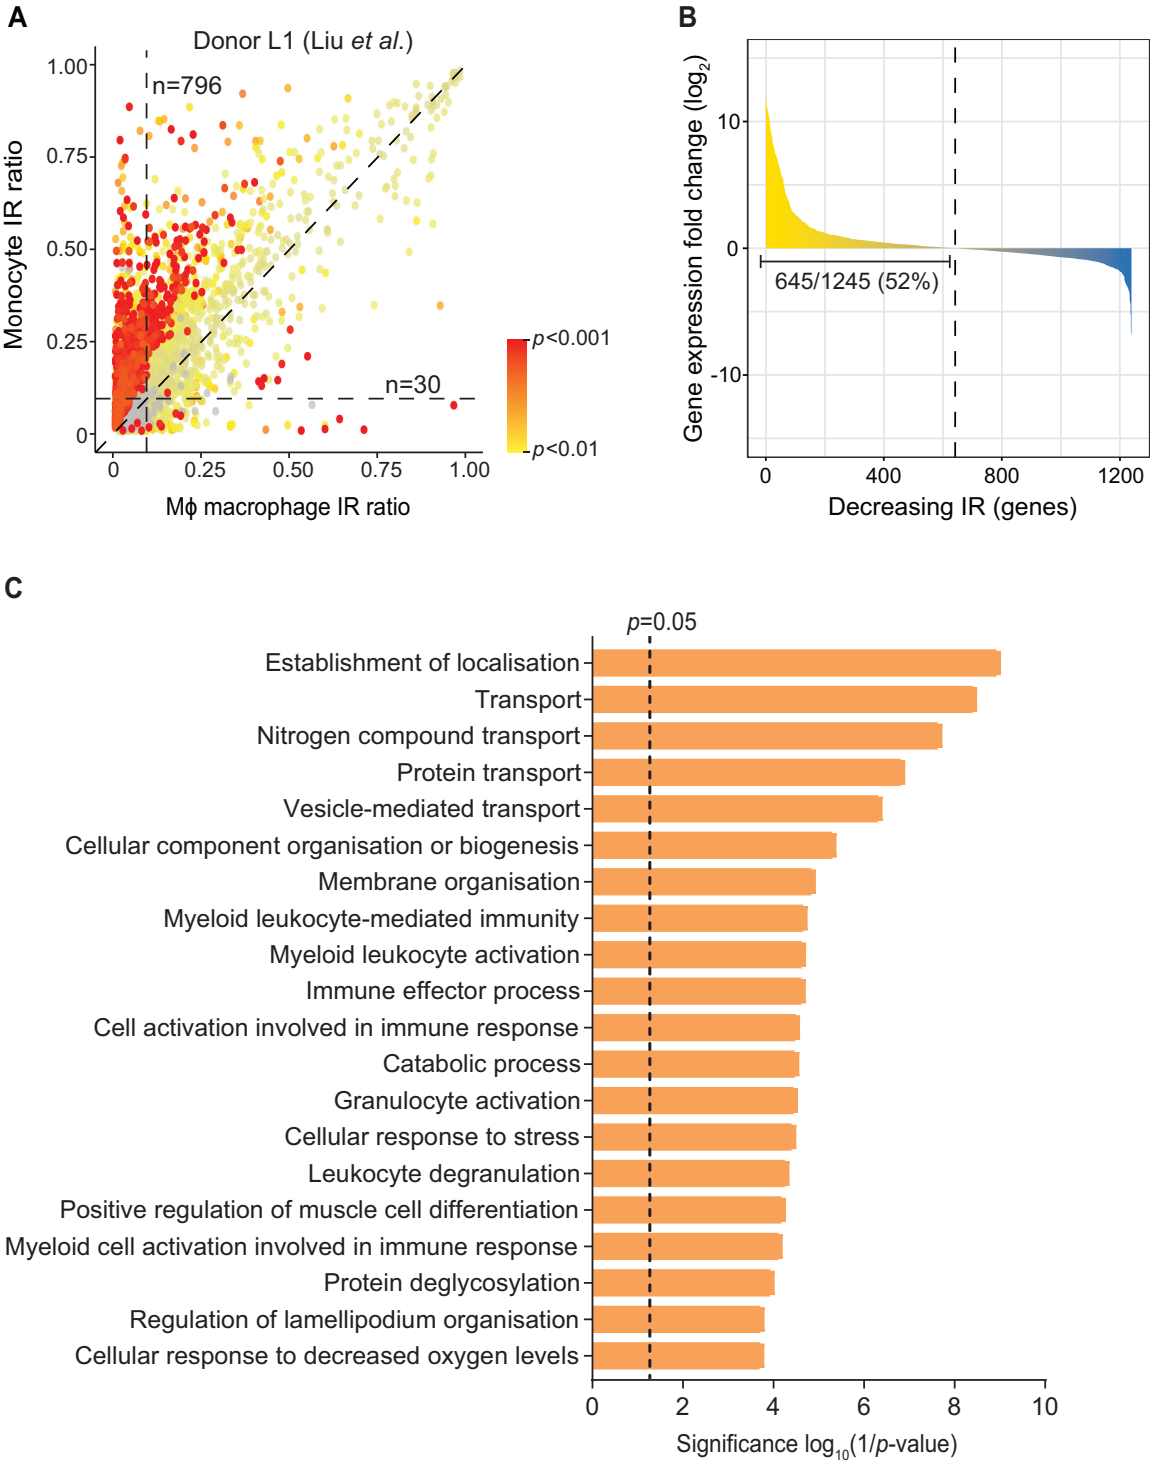 A
Donor L1 (Liu et al.)
n=796
n=30
Monocyte IR ratio
1.00
0.75
0.50
0.25
0
0 0.25 0.50 0.75 1.00
Mϕ macrophage IR ratio
p<0.001
p<0.01
B
Gene expression fold change (log2)
10
0
-10
645/1245 (52%)
0 400 800 1200
Decreasing IR (genes)
C
p=0.05
Establishment of localisation
Transport
Nitrogen compound transport
Protein transport
Vesicle-mediated transport
Cellular component organisation or biogenesis
Membrane organisation
Myeloid leukocyte-mediated immunity
Myeloid leukocyte activation
Immune effector process
Cell activation involved in immune response
Catabolic process
Granulocyte activation
Cellular response to stress
Leukocyte degranulation
Positive regulation of muscle cell differentiation
Myeloid cell activation involved in immune response
Protein deglycosylation
Regulation of lamellipodium organisation
Cellular response to decreased oxygen levels
0 2 4 6 8 10
Significance log10(1/p-value)